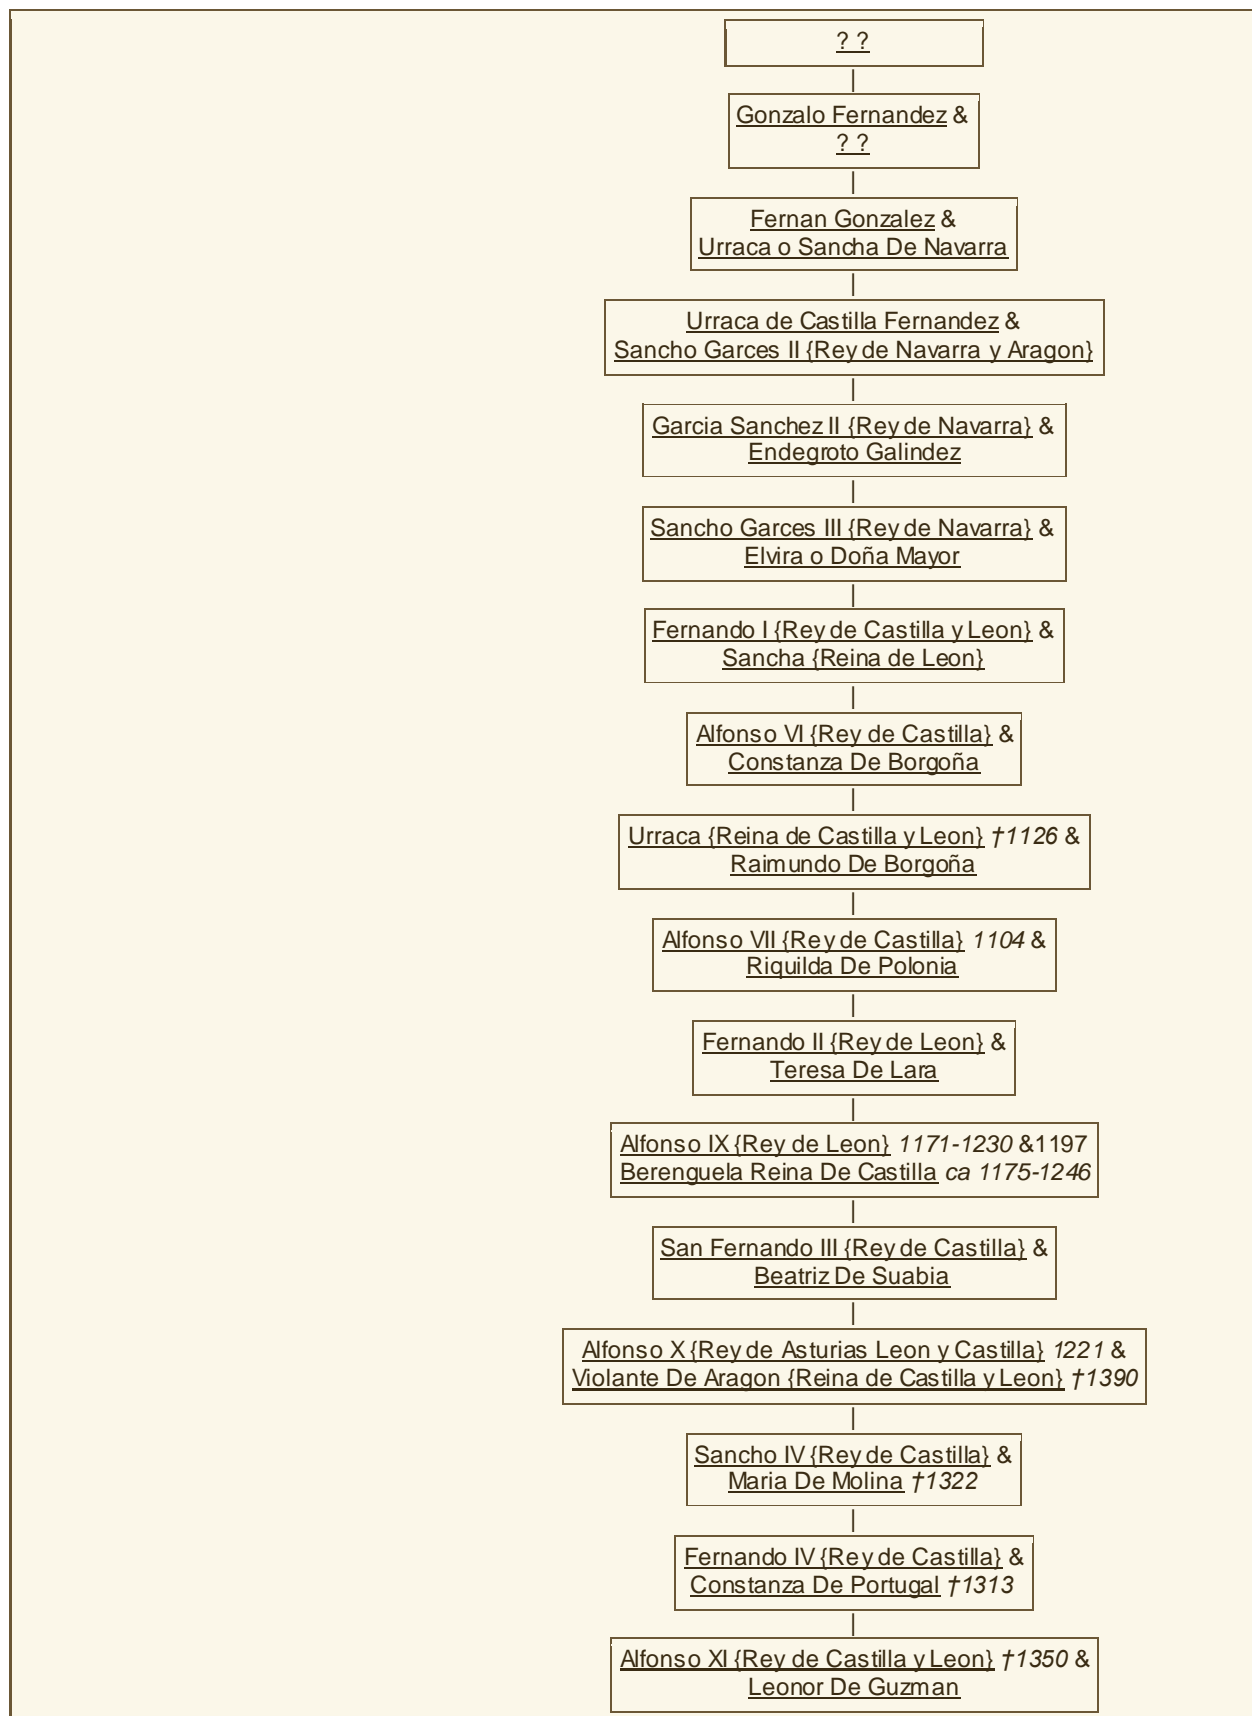 ? ?
Gonzalo Fernandez &
? ?
Fernan Gonzalez &
Urraca o Sancha De Navarra
Urraca de Castilla Fernandez &
Sancho Garces II {Rey de Navarra y Aragon}
Garcia Sanchez II {Rey de Navarra} &
Endegroto Galindez
Sancho Garces III {Rey de Navarra} &
Elvira o Doña Mayor
Fernando I {Rey de Castilla y Leon} &
Sancha {Reina de Leon}
Alfonso VI {Rey de Castilla} &
Constanza De Borgoña
Urraca {Reina de Castilla y Leon} †1126 &
Raimundo De Borgoña
Alfonso VII {Rey de Castilla} 1104 &
Riquilda De Polonia
Fernando II {Rey de Leon} &
Teresa De Lara
Alfonso IX {Rey de Leon} 1171-1230 &1197
Berenguela Reina De Castilla ca 1175-1246
San Fernando III {Rey de Castilla} &
Beatriz De Suabia
Alfonso X {Rey de Asturias Leon y Castilla} 1221 &
Violante De Aragon {Reina de Castilla y Leon} †1390
Sancho IV {Rey de Castilla} &
Maria De Molina †1322
Fernando IV {Rey de Castilla} &
Constanza De Portugal †1313
Alfonso XI {Rey de Castilla y Leon} †1350 &
Leonor De Guzman